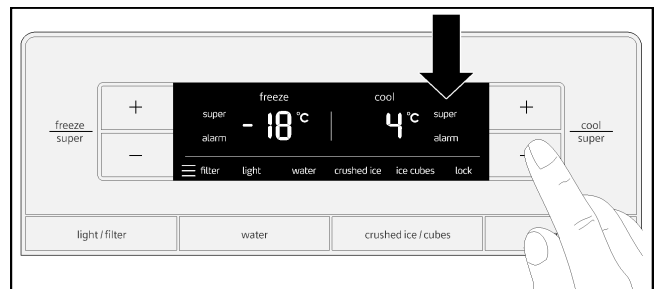 freeze
cool
super
super
- 18 °C
4 °C
alarm
alarm
filter
light
water
crushed ice
ice cubes
lock
freeze
super
+
−
+
cool
super
light / filter
water
crushed ice / cubes